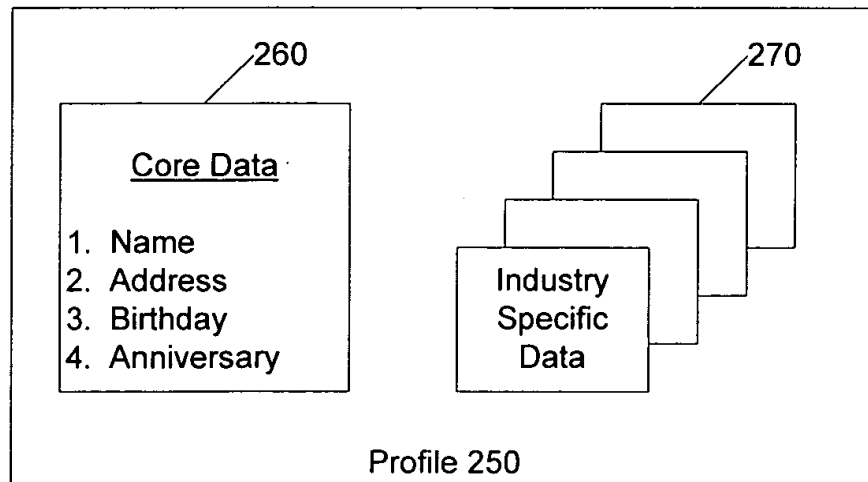 260
270
Core Data
1. Name
2. Address
3. Birthday
4. Anniversary
Industry
Specific
Data
Profile 250